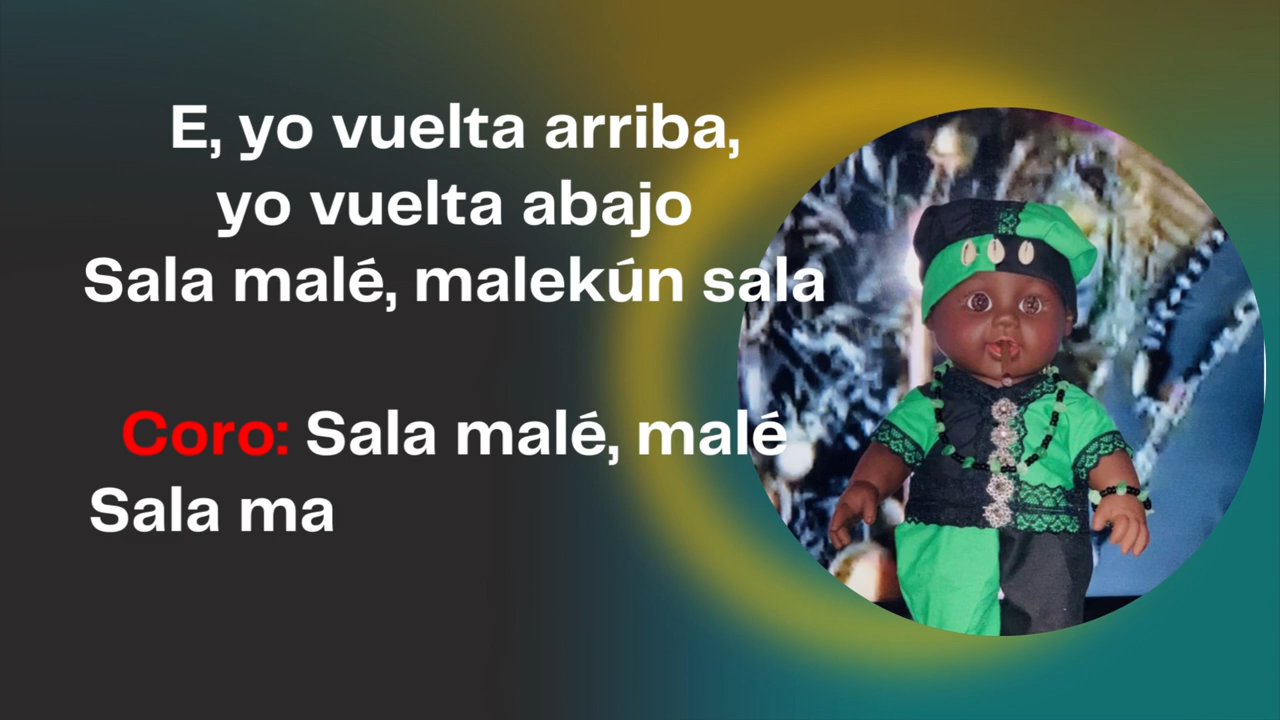 E, yo vuelta arriba,
yo vuelta abajo
Sala malé, malekún sala
Coro: Sala malé, malé
Sala ma